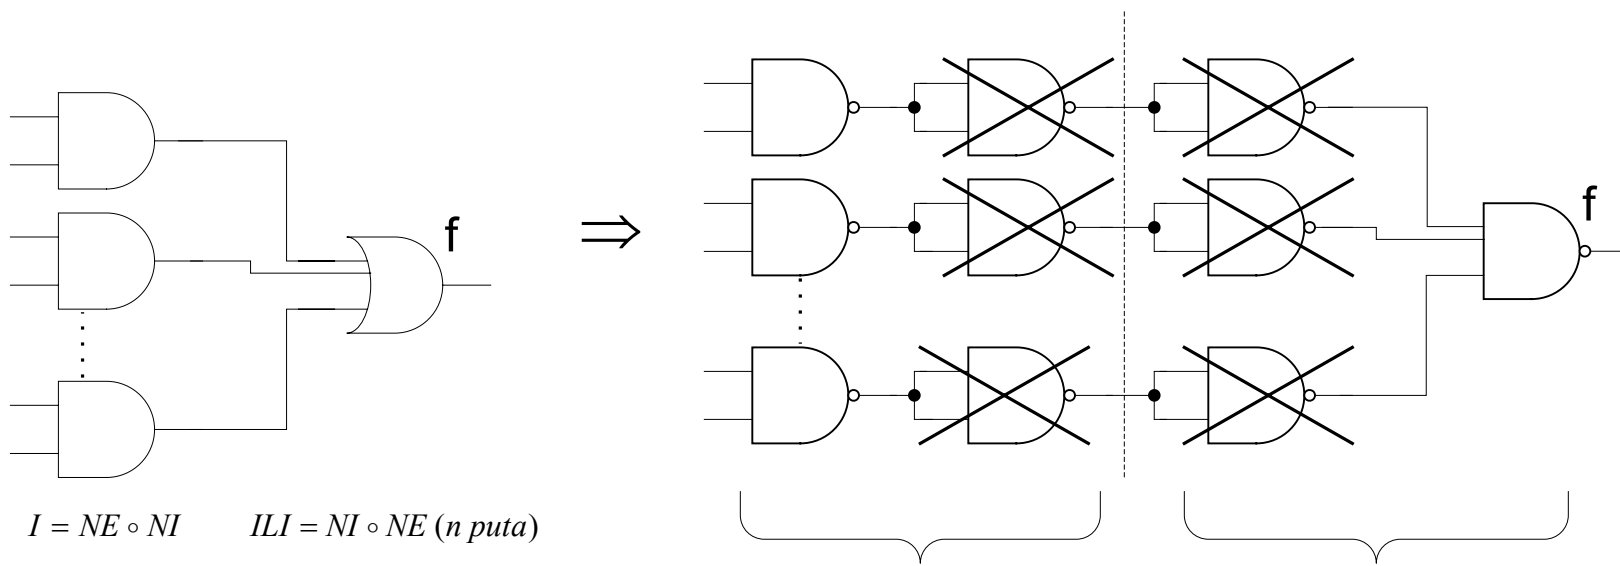 f
⇒
f
I = NE ∘ NI
ILI = NI ∘ NE (n puta)